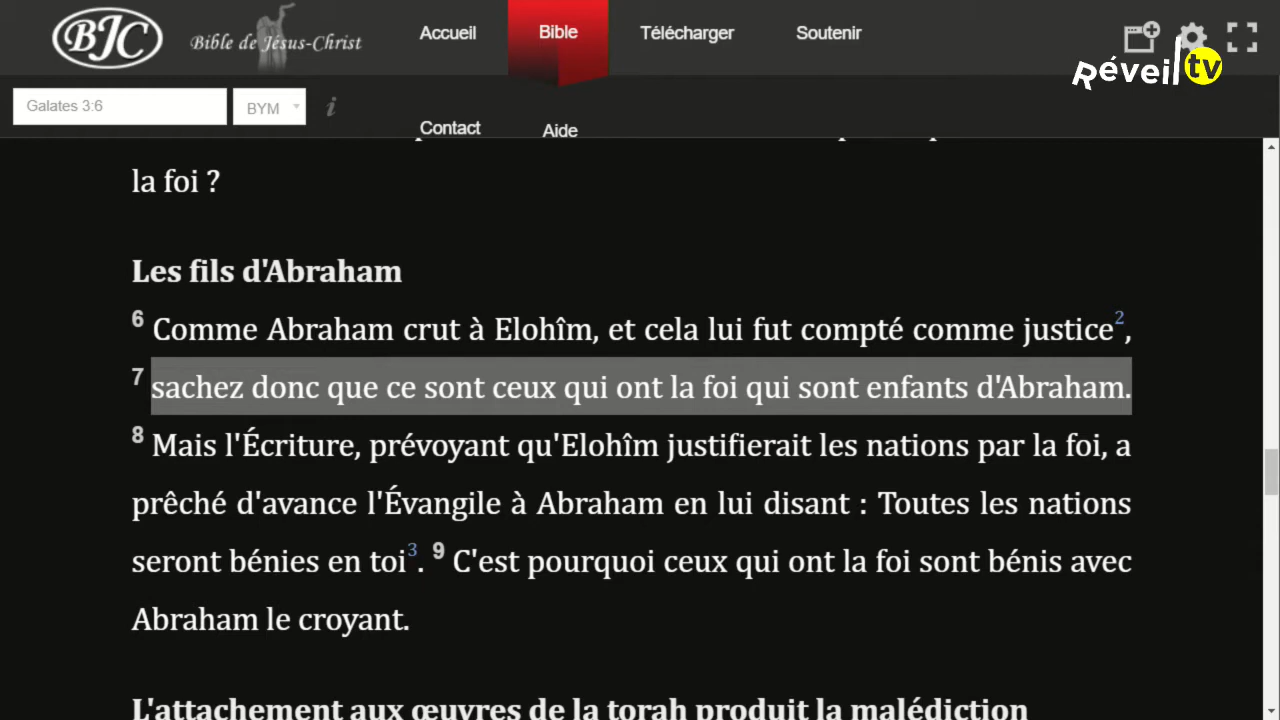 BJC
Bible de Jésus-Christ
Accueil
Bible
Télécharger
Soutenir
Réveil tv
Galates 3:6
BYM
i
Contact
Aide
la foi ?
Les fils d'Abraham
6 Comme Abraham crut à Elohîm, et cela lui fut compté comme justice2,
7 sachez donc que ce sont ceux qui ont la foi qui sont enfants d'Abraham.
8 Mais l'Écriture, prévoyant qu'Elohîm justifierait les nations par la foi, a
prêché d'avance l'Évangile à Abraham en lui disant : Toutes les nations
seront bénies en toi3. 9 C'est pourquoi ceux qui ont la foi sont bénis avec
Abraham le croyant.
L'attachement aux œuvres de la torah produit la malédiction